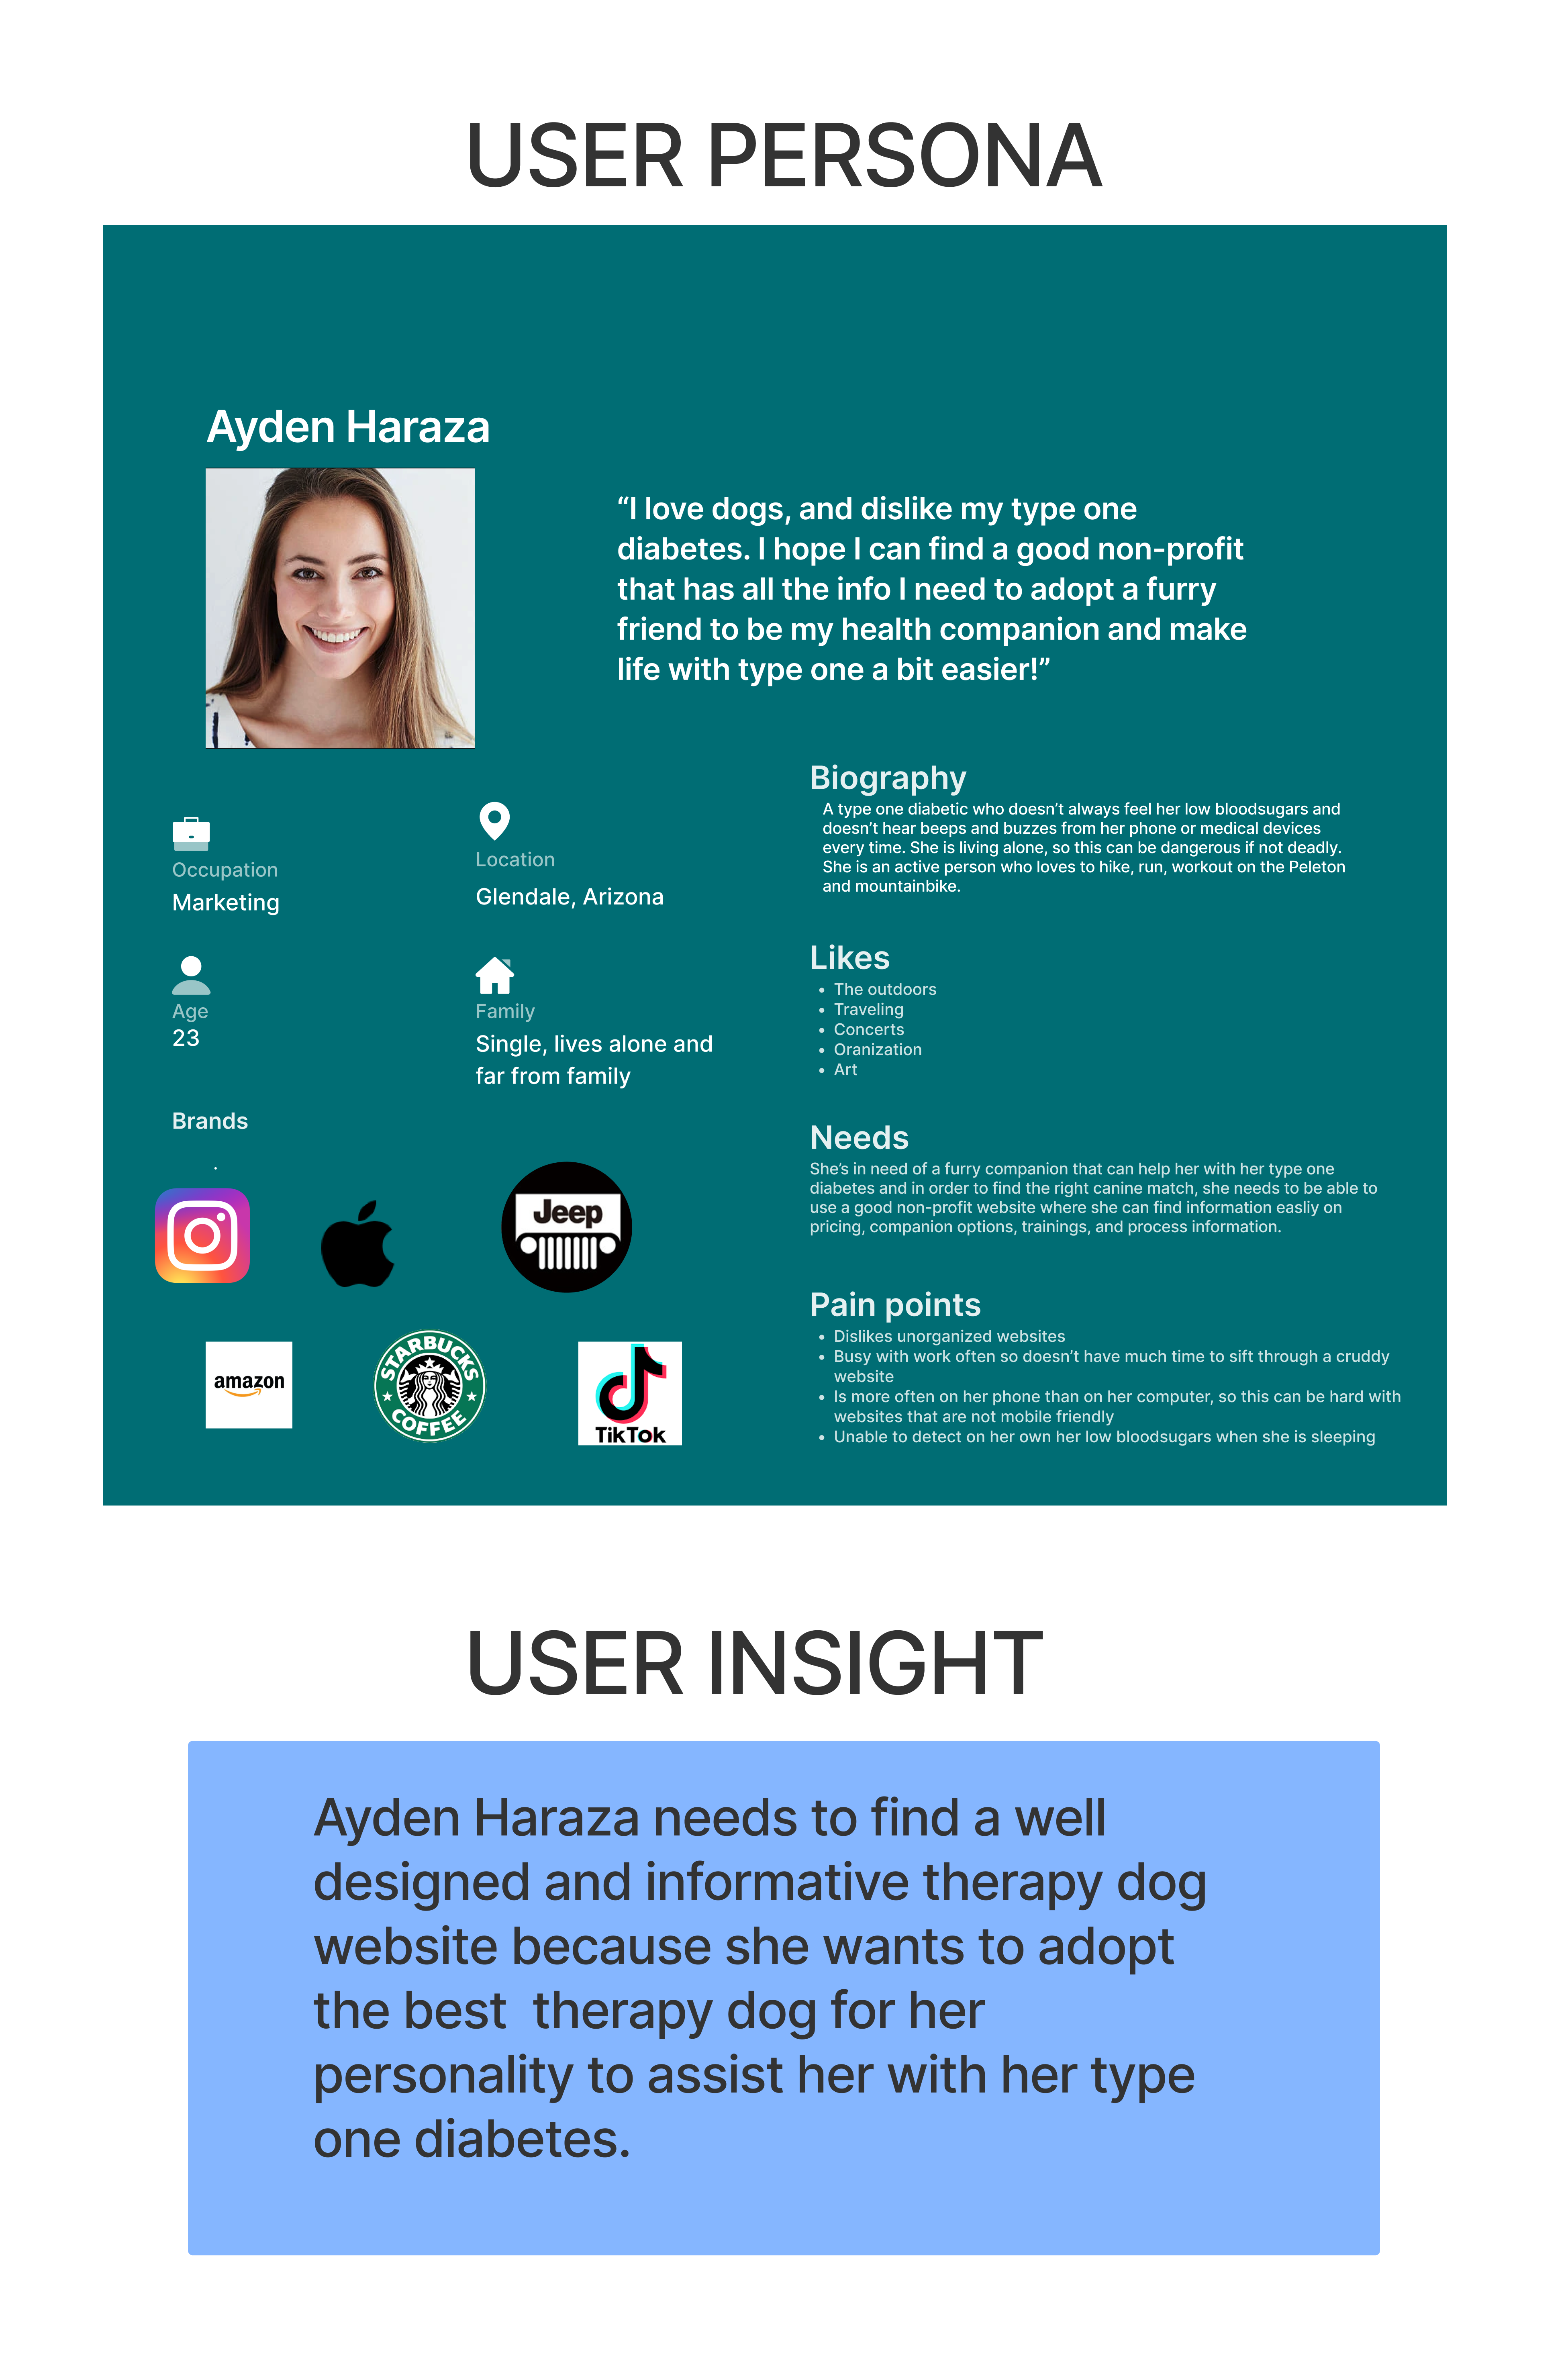 USER PERSONA
Ayden Haraza
“I love dogs, and dislike my type one
diabetes. I hope I can find a good non-profit
that has all the info I need to adopt a furry
friend to be my health companion and make
life with type one a bit easier!”
Occupation
Marketing
Location
Glendale, Arizona
Age
23
Family
Single, lives alone and
far from family
Brands
.
Jeep
amazon
STARBUCKS
COFFEE
TikTok
Biography
A type one diabetic who doesn’t always feel her low bloodsugars and
doesn’t hear beeps and buzzes from her phone or medical devices
every time. She is living alone, so this can be dangerous if not deadly.
She is an active person who loves to hike, run, workout on the Peleton
and mountainbike.
Likes
• The outdoors
• Traveling
• Concerts
• Oranization
• Art
Needs
She’s in need of a furry companion that can help her with her type one
diabetes and in order to find the right canine match, she needs to be able to
use a good non-profit website where she can find information easliy on
pricing, companion options, trainings, and process information.
Pain points
• Dislikes unorganized websites
• Busy with work often so doesn’t have much time to sift through a cruddy
website
• Is more often on her phone than on her computer, so this can be hard with
websites that are not mobile friendly
• Unable to detect on her own her low bloodsugars when she is sleeping
USER INSIGHT
Ayden Haraza needs to find a well
designed and informative therapy dog
website because she wants to adopt
the best  therapy dog for her
personality to assist her with her type
one diabetes.